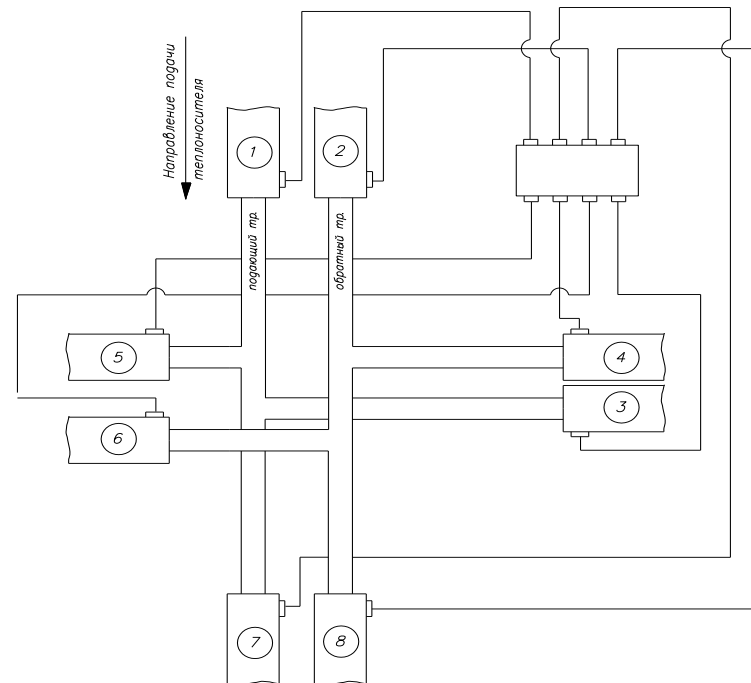 Направление подачи
теплоносителя
1
2
подающий тр.
обратный тр.
5
4
3
6
7
8